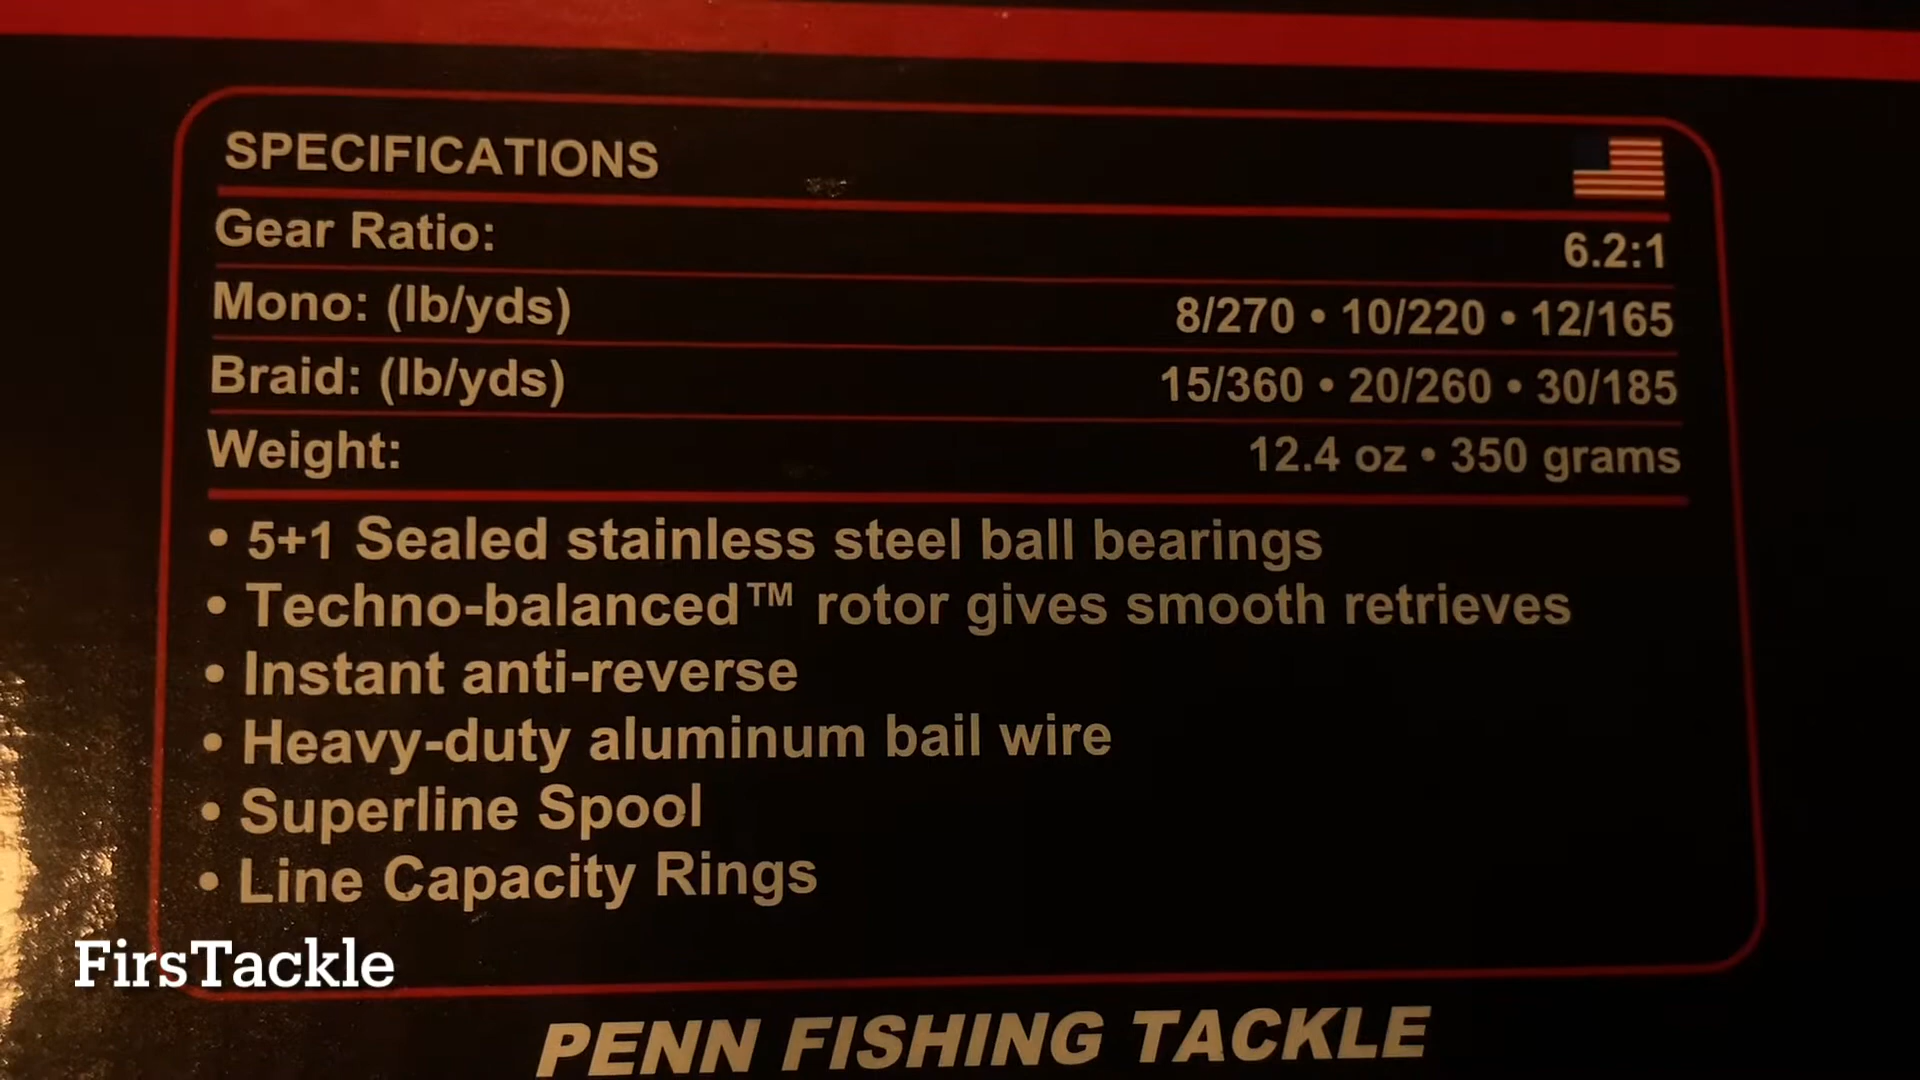 SPECIFICATIONS
Gear Ratio: 6.2:1
Mono: (lb/yds) 8/270 • 10/220 • 12/165
Braid: (lb/yds) 15/360 • 20/260 • 30/185
Weight: 12.4 oz • 350 grams
• 5+1 Sealed stainless steel ball bearings
• Techno-balanced™ rotor gives smooth retrieves
• Instant anti-reverse
• Heavy-duty aluminum bail wire
• Superline Spool
• Line Capacity Rings
FirsTackle
PENN FISHING TACKLE